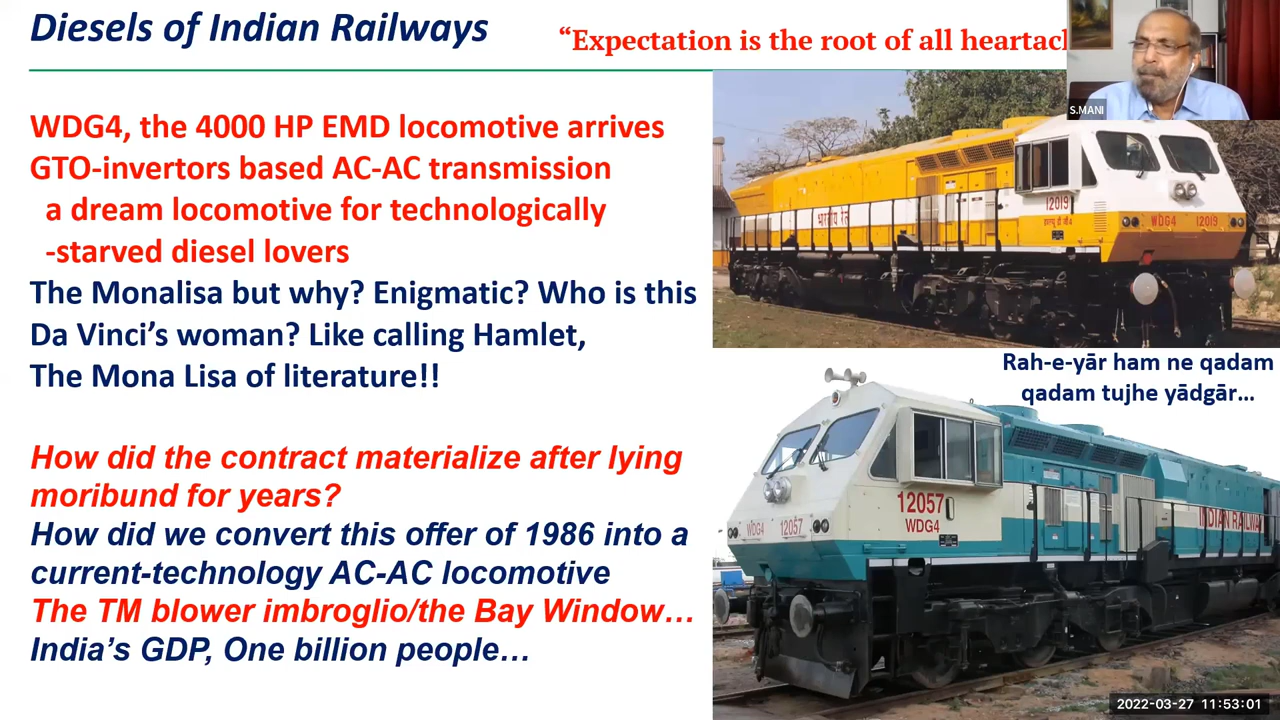 Diesels of Indian Railways
“Expectation is the root of all
S.MANI
WDG4, the 4000 HP EMD locomotive arrives
GTO-invertors based AC-AC transmission
a dream locomotive for technologically
-starved diesel lovers
The Monalisa but why? Enigmatic? Who is this
Da Vinci’s woman? Like calling Hamlet,
The Mona Lisa of literature!!
How did the contract materialize after lying
moribund for years?
How did we convert this offer of 1986 into a
current-technology AC-AC locomotive
The TM blower imbroglio/the Bay Window…
India’s GDP, One billion people…
भारतीय रेल
12019
WDG4 12019
Rah-e-yār ham ne qadam
qadam tujhe yādgār…
12057
WDG4
WDG4 12057
INDIAN RAILWAY
2022-03-27 11:53:01